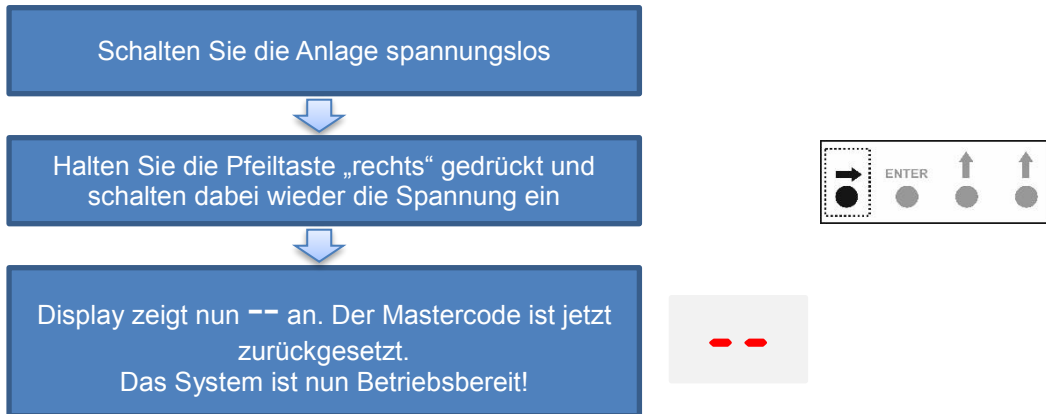 Schalten Sie die Anlage spannungslos
Halten Sie die Pfeiltaste „rechts“ gedrückt und
schalten dabei wieder die Spannung ein
ENTER
Display zeigt nun -- an. Der Mastercode ist jetzt
zurückgesetzt.
Das System ist nun Betriebsbereit!
--